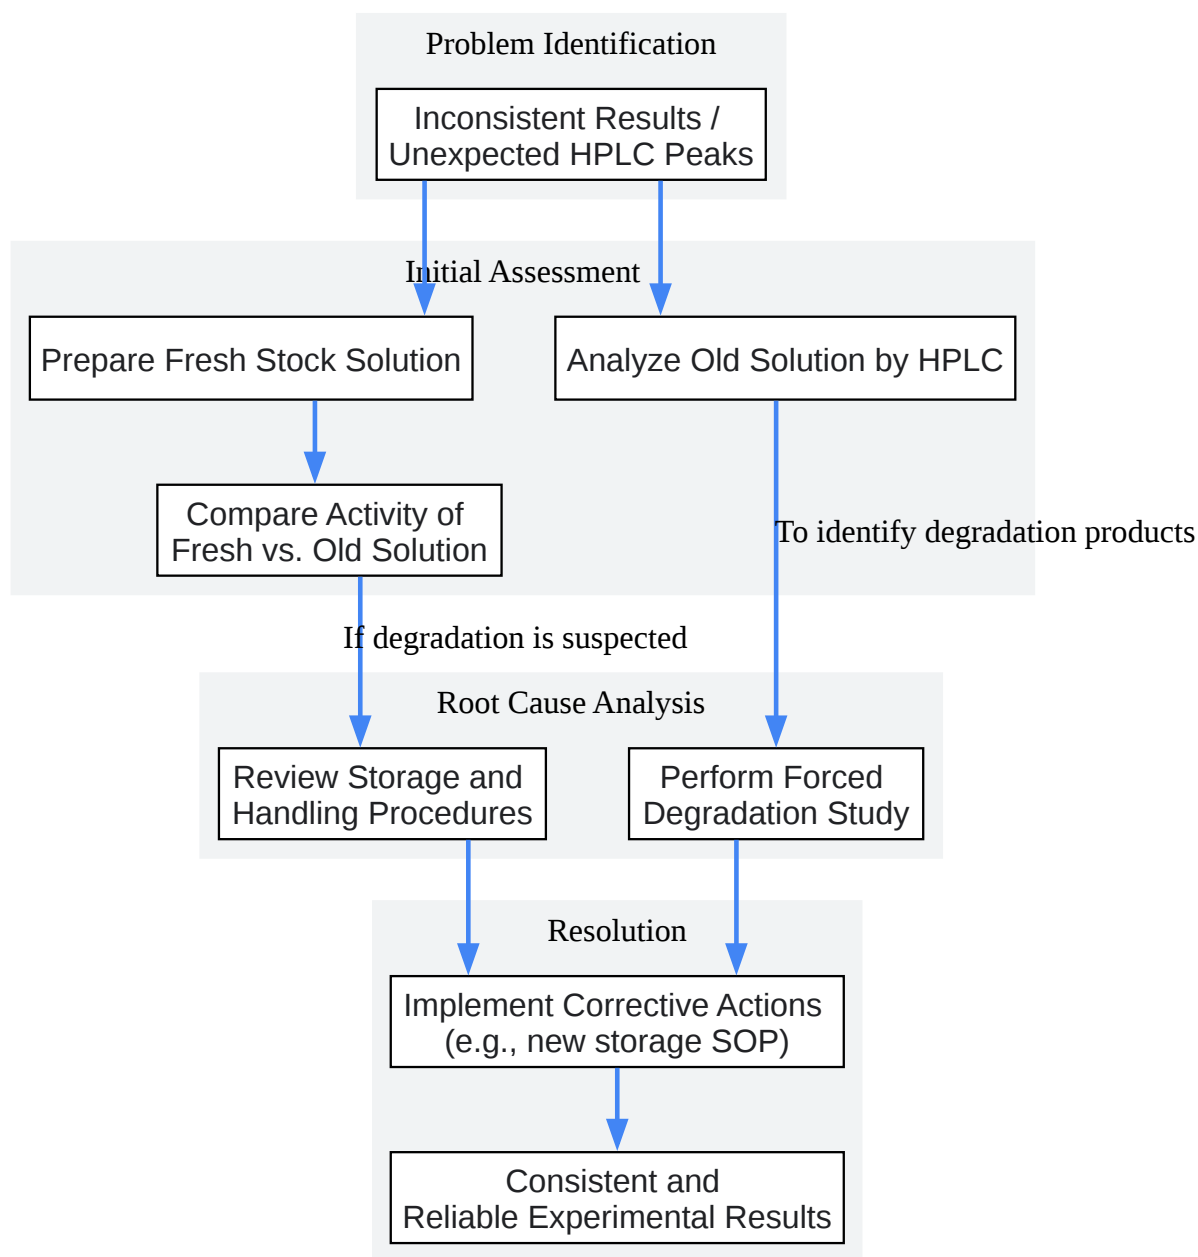 Problem Identification
Inconsistent Results /
Unexpected HPLC Peaks
Initial Assessment
Prepare Fresh Stock Solution
Analyze Old Solution by HPLC
Compare Activity of
Fresh vs. Old Solution
To identify degradation products
If degradation is suspected
Root Cause Analysis
Review Storage and
Handling Procedures
Perform Forced
Degradation Study
Resolution
Implement Corrective Actions
(e.g., new storage SOP)
Consistent and
Reliable Experimental Results